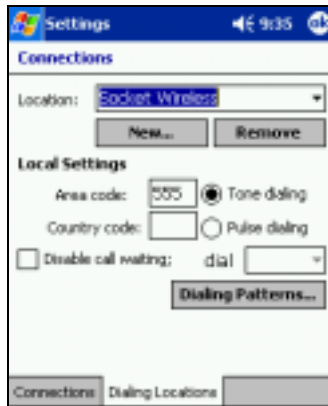 Settings 9:35 ok
Connections
Location: Socket Wireless
New... Remove
Local Settings
Area code: 555 Tone dialing
Country code: Pulse dialing
Disable call waiting; dial
Dialing Patterns...
Connections Dialing Locations